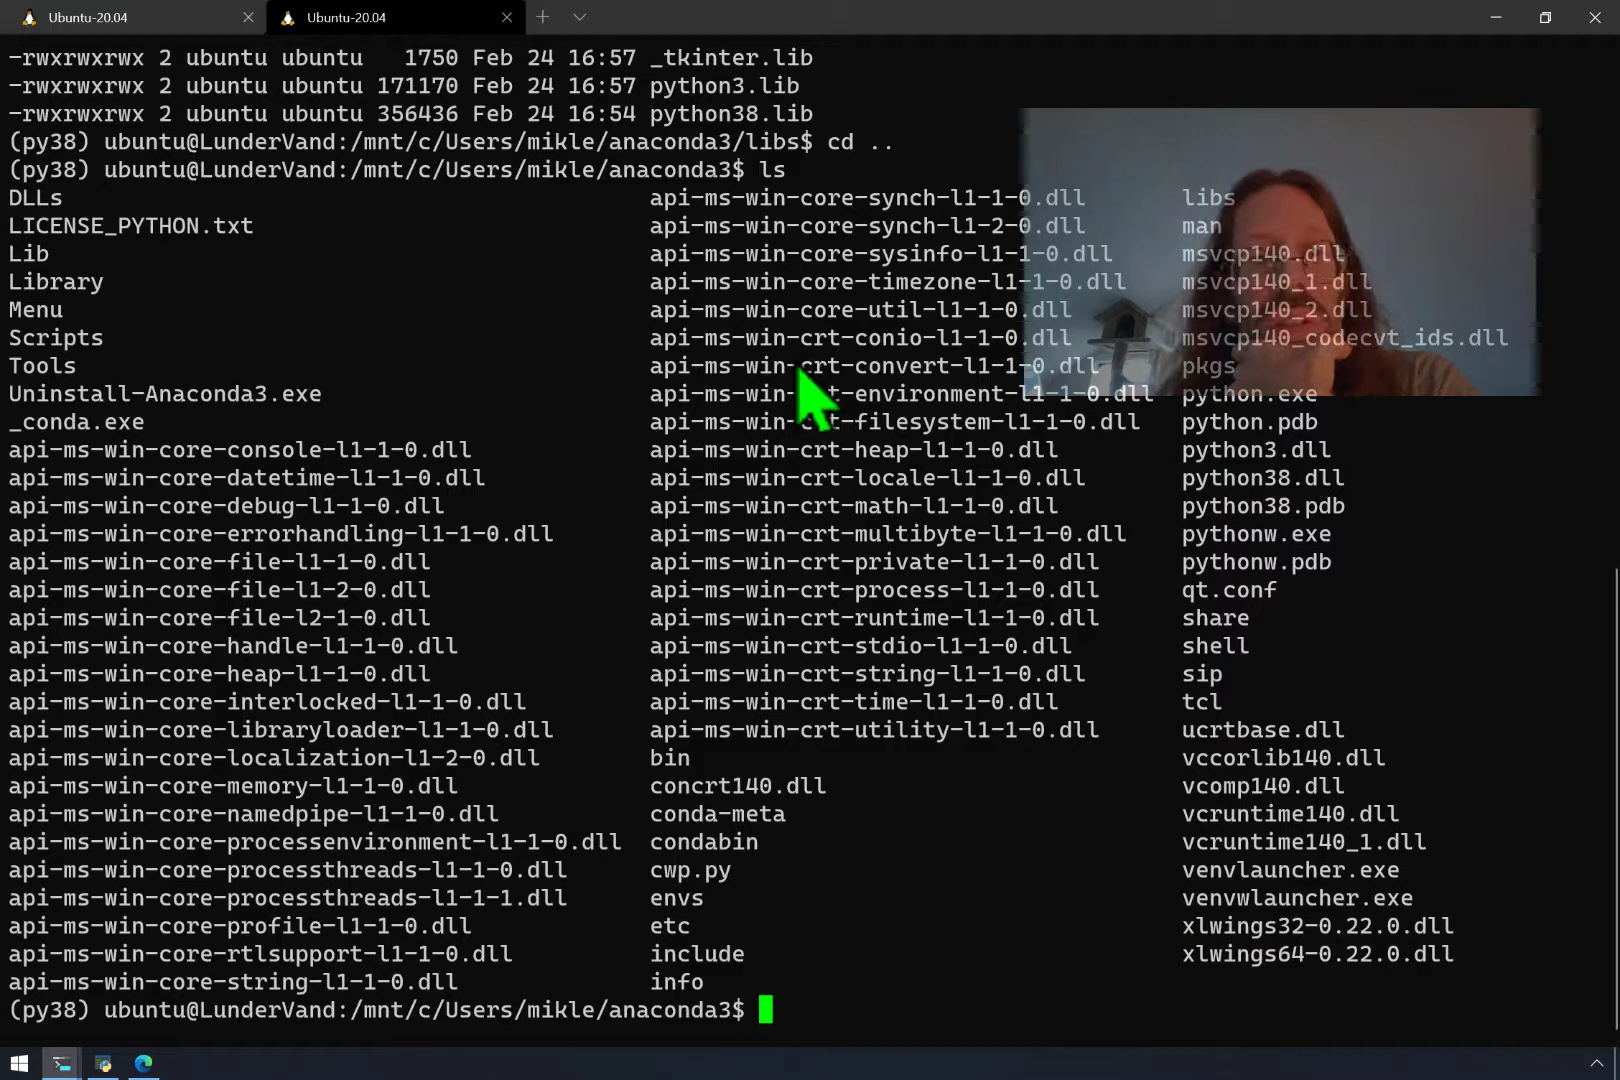 Ubuntu-20.04
Ubuntu-20.04
-rwxrwxrwx 2 ubuntu ubuntu   1750 Feb 24 16:57 _tkinter.lib
-rwxrwxrwx 2 ubuntu ubuntu 171170 Feb 24 16:57 python3.lib
-rwxrwxrwx 2 ubuntu ubuntu 356436 Feb 24 16:54 python38.lib
(py38) ubuntu@LunderVand:/mnt/c/Users/mikle/anaconda3/libs$ cd ..
(py38) ubuntu@LunderVand:/mnt/c/Users/mikle/anaconda3$ ls
DLLs api-ms-win-core-synch-l1-1-0.dll libs
LICENSE_PYTHON.txt api-ms-win-core-synch-l1-2-0.dll man
Lib api-ms-win-core-sysinfo-l1-1-0.dll msvcp140.dll
Library api-ms-win-core-timezone-l1-1-0.dll msvcp140_1.dll
Menu api-ms-win-core-util-l1-1-0.dll msvcp140_2.dll
Scripts api-ms-win-crt-conio-l1-1-0.dll msvcp140_codecvt_ids.dll
Tools api-ms-win-crt-convert-l1-1-0.dll pkgs
Uninstall-Anaconda3.exe api-ms-win-crt-environment-l1-1-0.dll python.exe
_conda.exe api-ms-win-crt-filesystem-l1-1-0.dll python.pdb
api-ms-win-core-console-l1-1-0.dll api-ms-win-crt-heap-l1-1-0.dll python3.dll
api-ms-win-core-datetime-l1-1-0.dll api-ms-win-crt-locale-l1-1-0.dll python38.dll
api-ms-win-core-debug-l1-1-0.dll api-ms-win-crt-math-l1-1-0.dll python38.pdb
api-ms-win-core-errorhandling-l1-1-0.dll api-ms-win-crt-multibyte-l1-1-0.dll pythonw.exe
api-ms-win-core-file-l1-1-0.dll api-ms-win-crt-private-l1-1-0.dll pythonw.pdb
api-ms-win-core-file-l1-2-0.dll api-ms-win-crt-process-l1-1-0.dll qt.conf
api-ms-win-core-file-l2-1-0.dll api-ms-win-crt-runtime-l1-1-0.dll share
api-ms-win-core-handle-l1-1-0.dll api-ms-win-crt-stdio-l1-1-0.dll shell
api-ms-win-core-heap-l1-1-0.dll api-ms-win-crt-string-l1-1-0.dll sip
api-ms-win-core-interlocked-l1-1-0.dll api-ms-win-crt-time-l1-1-0.dll tcl
api-ms-win-core-libraryloader-l1-1-0.dll api-ms-win-crt-utility-l1-1-0.dll ucrtbase.dll
api-ms-win-core-localization-l1-2-0.dll bin vccorlib140.dll
api-ms-win-core-memory-l1-1-0.dll concrt140.dll vcomp140.dll
api-ms-win-core-namedpipe-l1-1-0.dll conda-meta vcruntime140.dll
api-ms-win-core-processenvironment-l1-1-0.dll condabin vcruntime140_1.dll
api-ms-win-core-processthreads-l1-1-0.dll cwp.py venvlauncher.exe
api-ms-win-core-processthreads-l1-1-1.dll envs venvwlauncher.exe
api-ms-win-core-profile-l1-1-0.dll etc xlwings32-0.22.0.dll
api-ms-win-core-rtlsupport-l1-1-0.dll include xlwings64-0.22.0.dll
api-ms-win-core-string-l1-1-0.dll info
(py38) ubuntu@LunderVand:/mnt/c/Users/mikle/anaconda3$